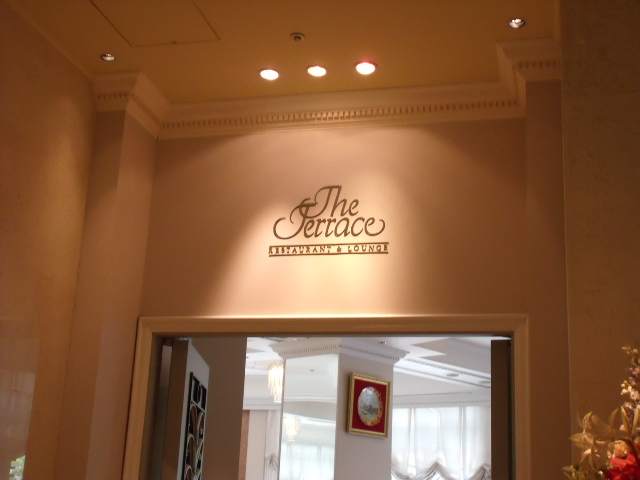 The
Terrace
RESTAURANT & LOUNGE